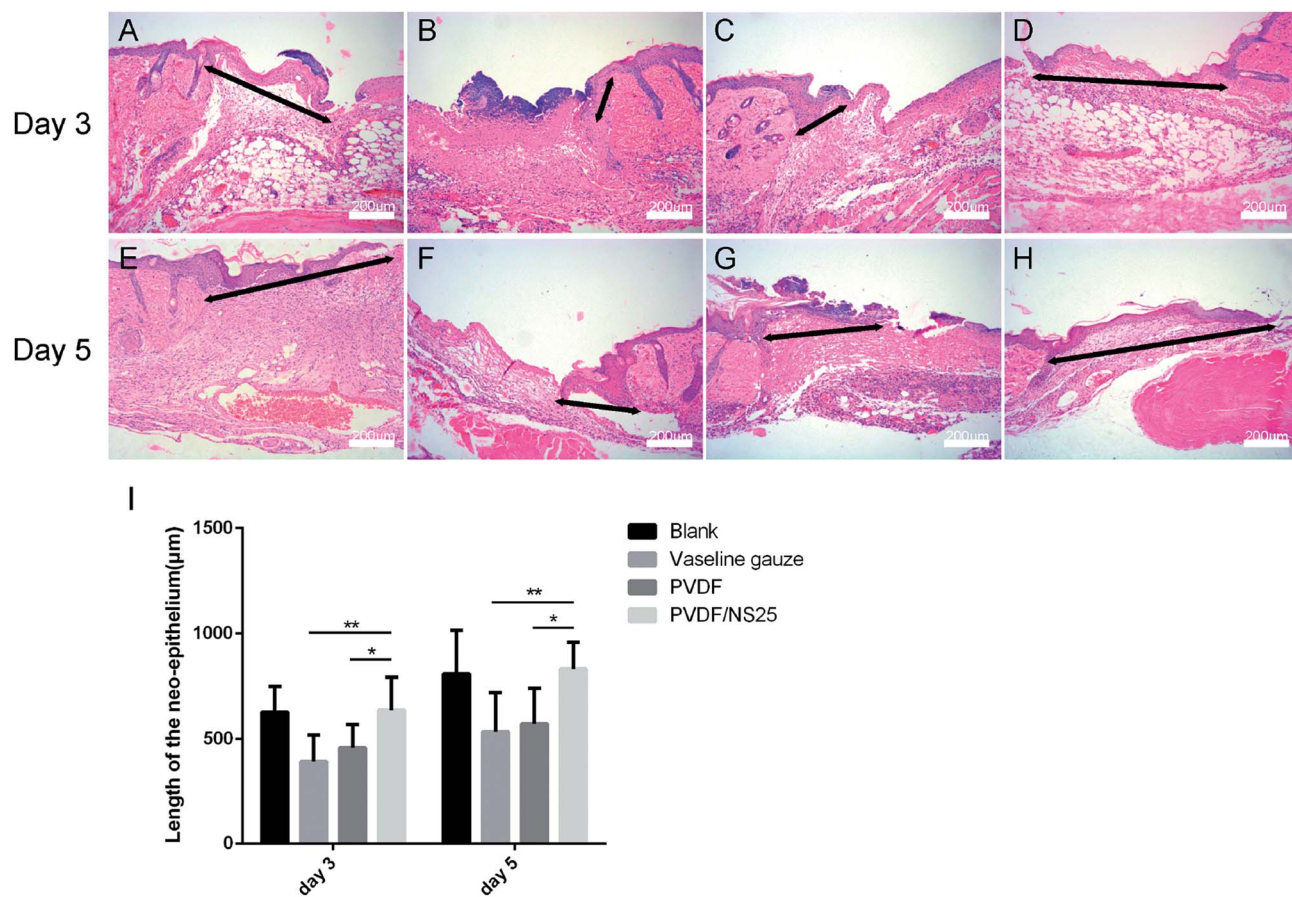 A
B
C
D
Day 3
200μm
200μm
200μm
200μm
E
F
G
H
Day 5
200μm
200μm
200μm
200μm
I
Length of the neo-epithelium(μm)
1500
1000
500
0
**
*
**
*
day 3
day 5
Blank
Vaseline gauze
PVDF
PVDF/NS25